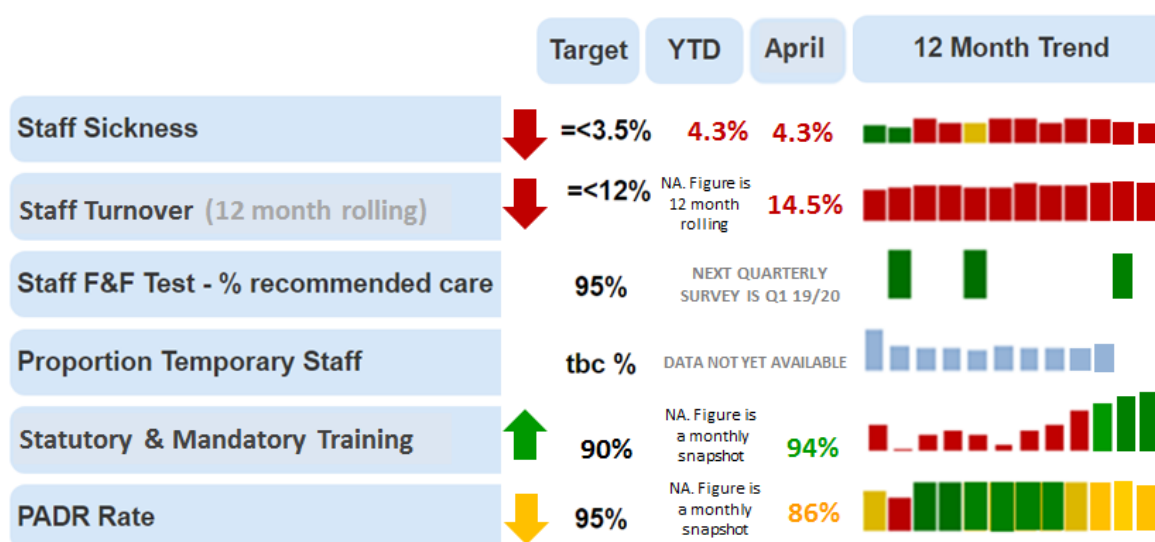 Target YTD April 12 Month Trend
Staff Sickness =<3.5% 4.3% 4.3%
Staff Turnover (12 month rolling) =<12% NA. Figure is
12 month
rolling
14.5%
Staff F&F Test - % recommended care 95% NEXT QUARTERLY
SURVEY IS Q1 19/20
Proportion Temporary Staff tbc % DATA NOT YET AVAILABLE
Statutory & Mandatory Training 90% NA. Figure is
a monthly
snapshot
94%
PADR Rate 95% NA. Figure is
a monthly
snapshot
86%